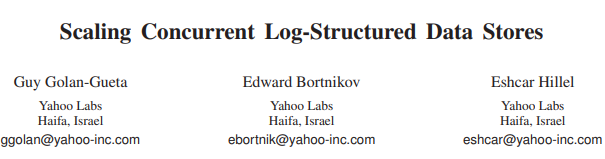 Scaling Concurrent Log-Structured Data Stores
Guy Golan-Gueta Edward Bortnikov Eshcar Hillel
Yahoo Labs Yahoo Labs Yahoo Labs
Haifa, Israel Haifa, Israel Haifa, Israel
ggolan@yahoo-inc.com ebortnik@yahoo-inc.com eshcar@yahoo-inc.com